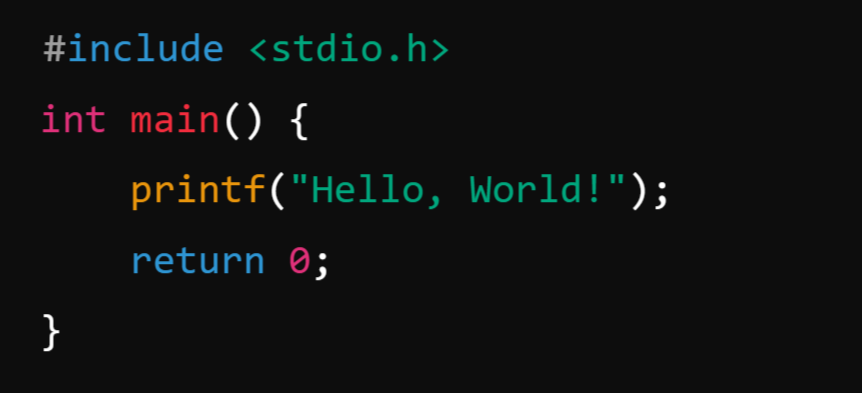 #include <stdio.h>
int main() {
    printf("Hello, World!");
    return 0;
}